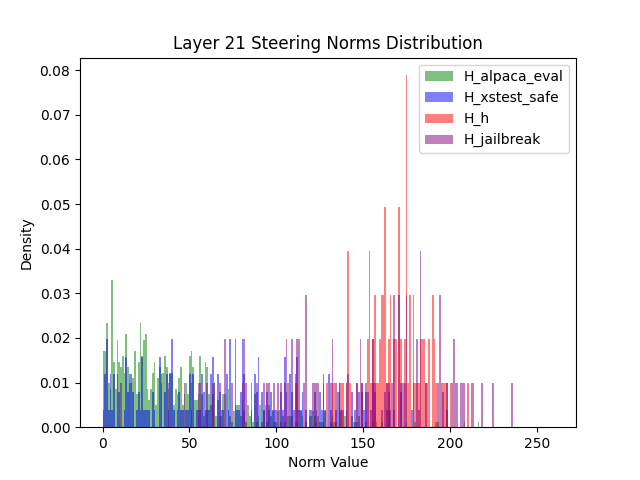 Layer 21 Steering Norms Distribution
H_alpaca_eval
H_xstest_safe
H_h
H_jailbreak
0.08
0.07
0.06
0.05
0.04
0.03
0.02
0.01
0.00
Density
0 50 100 150 200 250
Norm Value